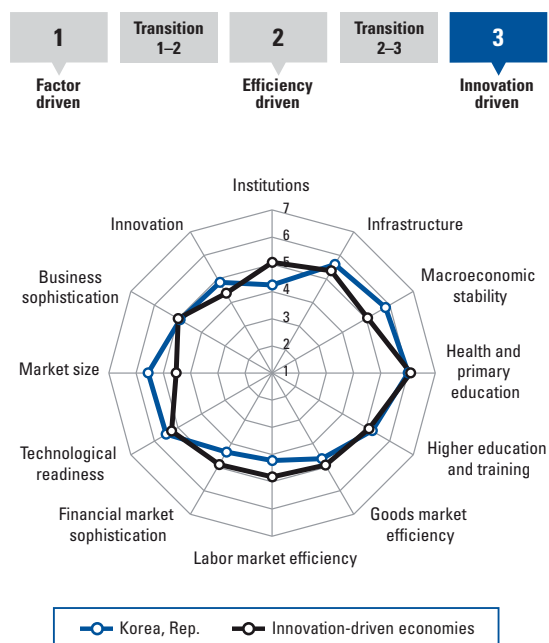 1
Transition
1–2
2
Transition
2–3
3
Factor
driven
Efficiency
driven
Innovation
driven
Institutions
7
Innovation
Infrastructure
6
5
Business
sophistication
Macroeconomic
stability
4
3
2
Market size
1
Health and
primary
education
Technological
readiness
Higher education
and training
Financial market
sophistication
Goods market
efficiency
Labor market efficiency
Korea, Rep.
Innovation-driven economies